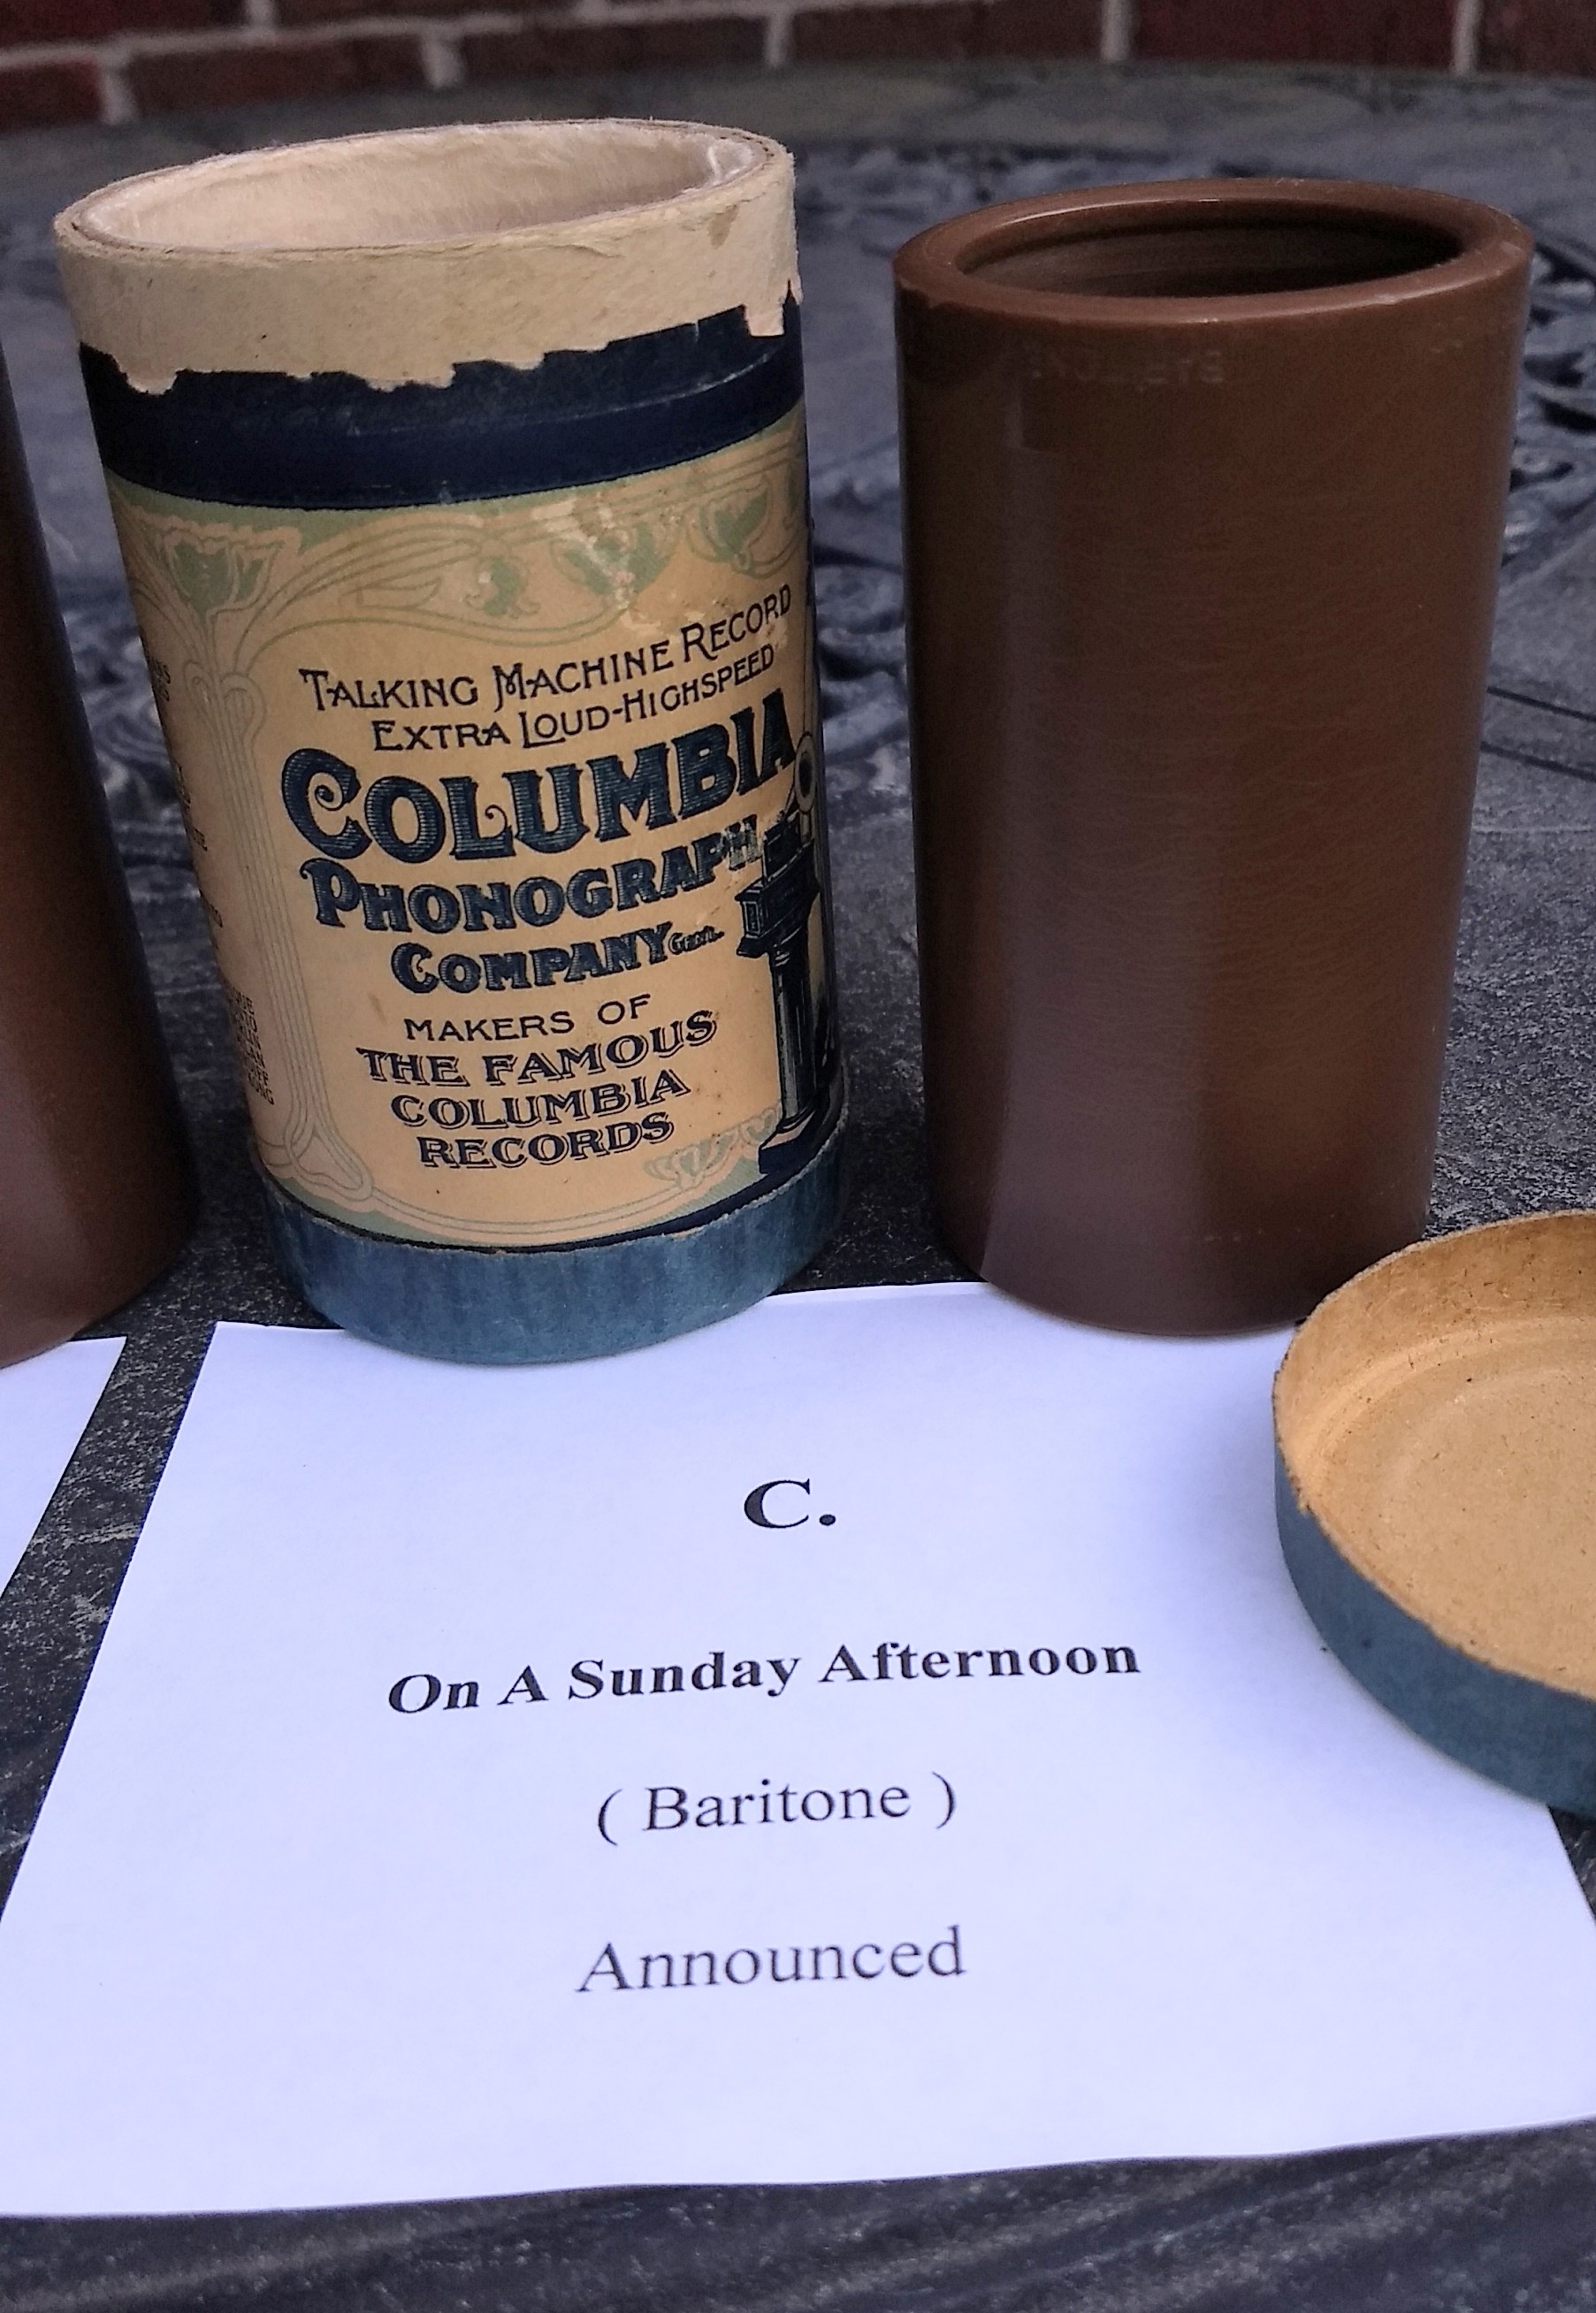 TALKING MACHINE RECORD
EXTRA LOUD-HIGHSPEED
COLUMBIA
PHONOGRAPH
COMPANY GENL.
MAKERS OF
THE FAMOUS
COLUMBIA
RECORDS
C.
On A Sunday Afternoon
( Baritone )
Announced